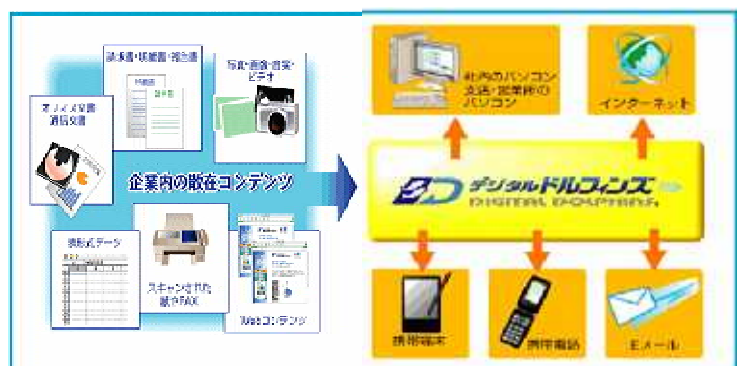 請求書・帳票書・報告書
写真・画像・音楽・
ビデオ
オフィス文書
通信文書
企業内の散在コンテンツ
表形式データ
スキャンされた
紙やFAX
Webコンテンツ
社内のパソコン
支店・営業所の
パソコン
インターネット
デジタルドルフィンズ
DIGITAL DOLPHINS
携帯端末
携帯電話
Eメール